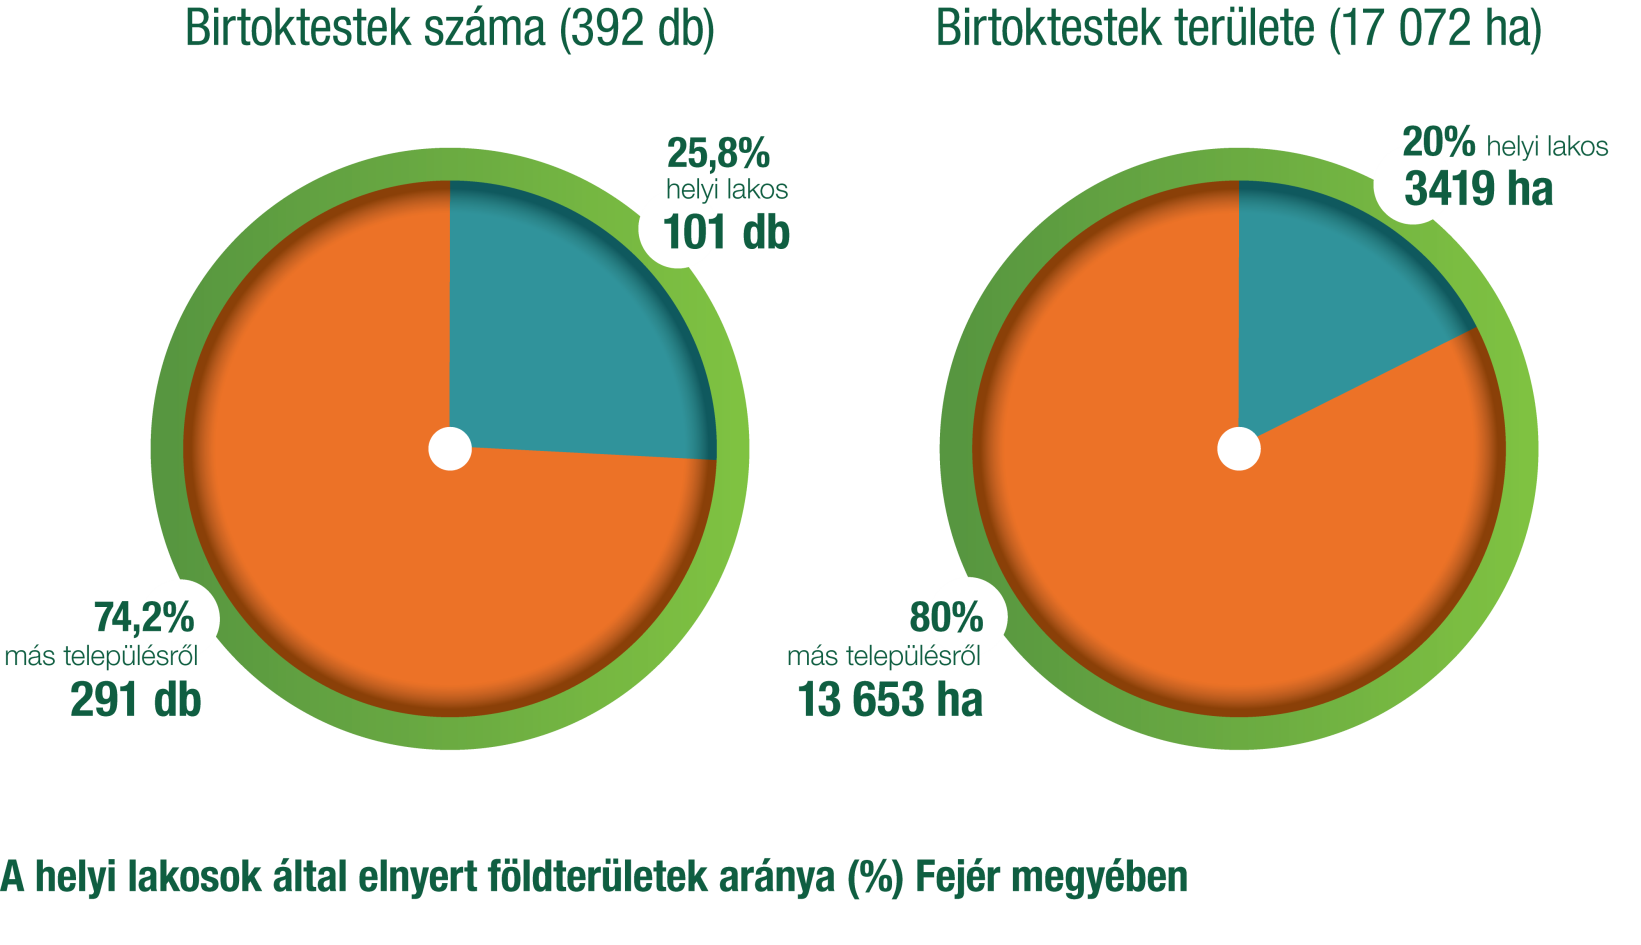 Birtoktestek száma (392 db)
25,8%
helyi lakos
101 db
74,2%
más településről
291 db
Birtoktestek területe (17 072 ha)
20% helyi lakos
3419 ha
80%
más településről
13 653 ha
A helyi lakosok által elnyert földterületek aránya (%) Fejér megyében